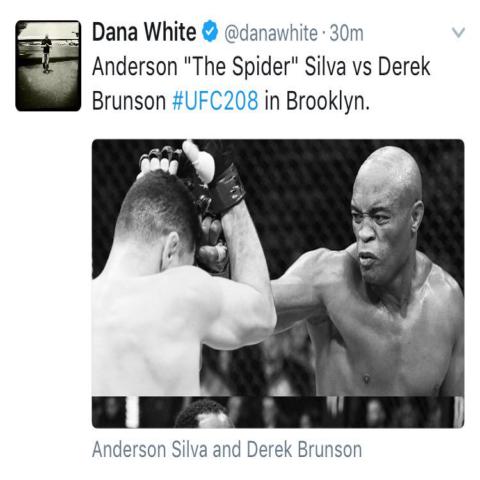 Dana White @danawhite · 30m
Anderson "The Spider" Silva vs Derek
Brunson #UFC208 in Brooklyn.
Anderson Silva and Derek Brunson